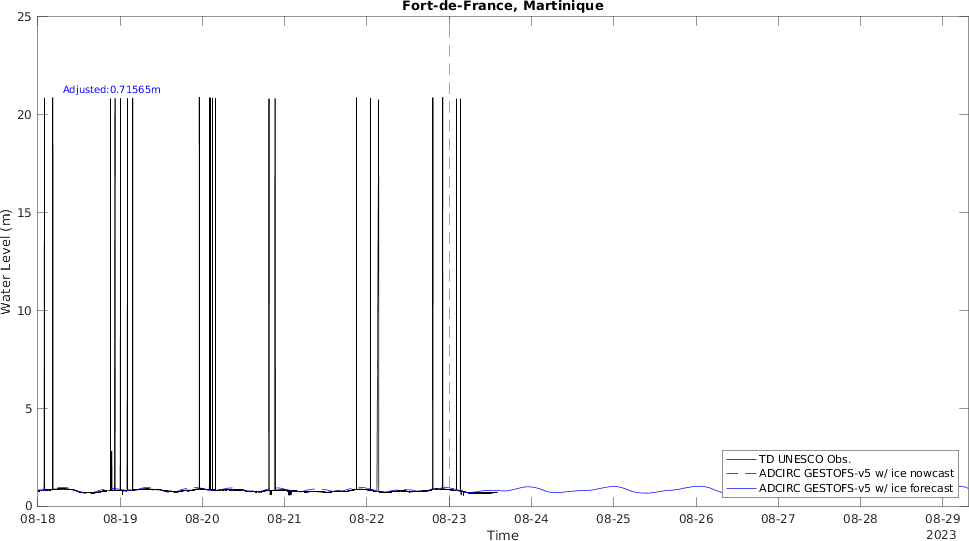 Fort-de-France, Martinique
25
Adjusted:0.71565m
20
15
10
5
0
Water Level (m)
TD UNESCO Obs.
ADCIRC GESTOFS-v5 w/ ice nowcast
ADCIRC GESTOFS-v5 w/ ice forecast
08-18 08-19 08-20 08-21 08-22 08-23 08-24 08-25 08-26 08-27 08-28 08-29
2023
Time